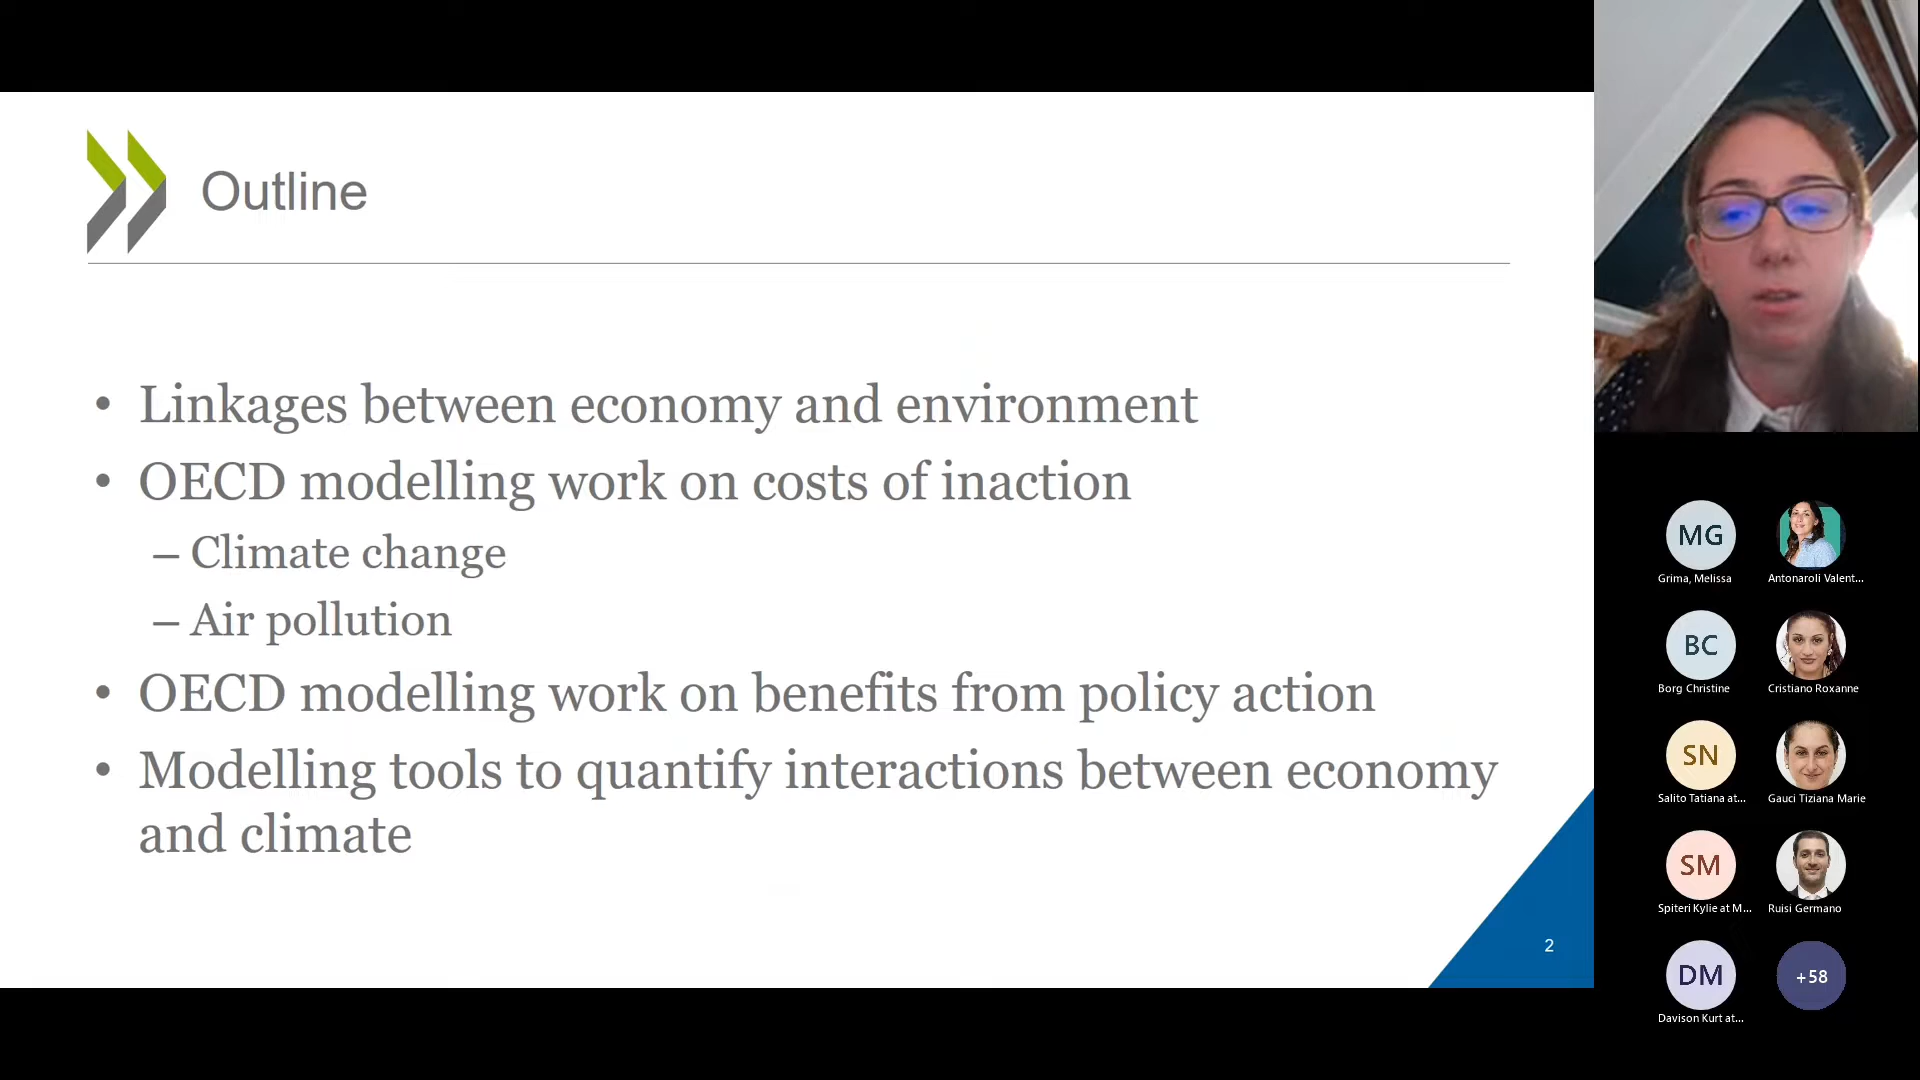 Outline
• Linkages between economy and environment
• OECD modelling work on costs of inaction
– Climate change
– Air pollution
• OECD modelling work on benefits from policy action
• Modelling tools to quantify interactions between economy
and climate
2
MG
Grima, Melissa
Antonaroli Valent...
BC
Borg Christine
Cristiano Roxanne
SN
Salito Tatiana at...
Gauci Tiziana Marie
SM
Spiteri Kylie at M...
Ruisi Germano
DM
Davison Kurt at...
+58